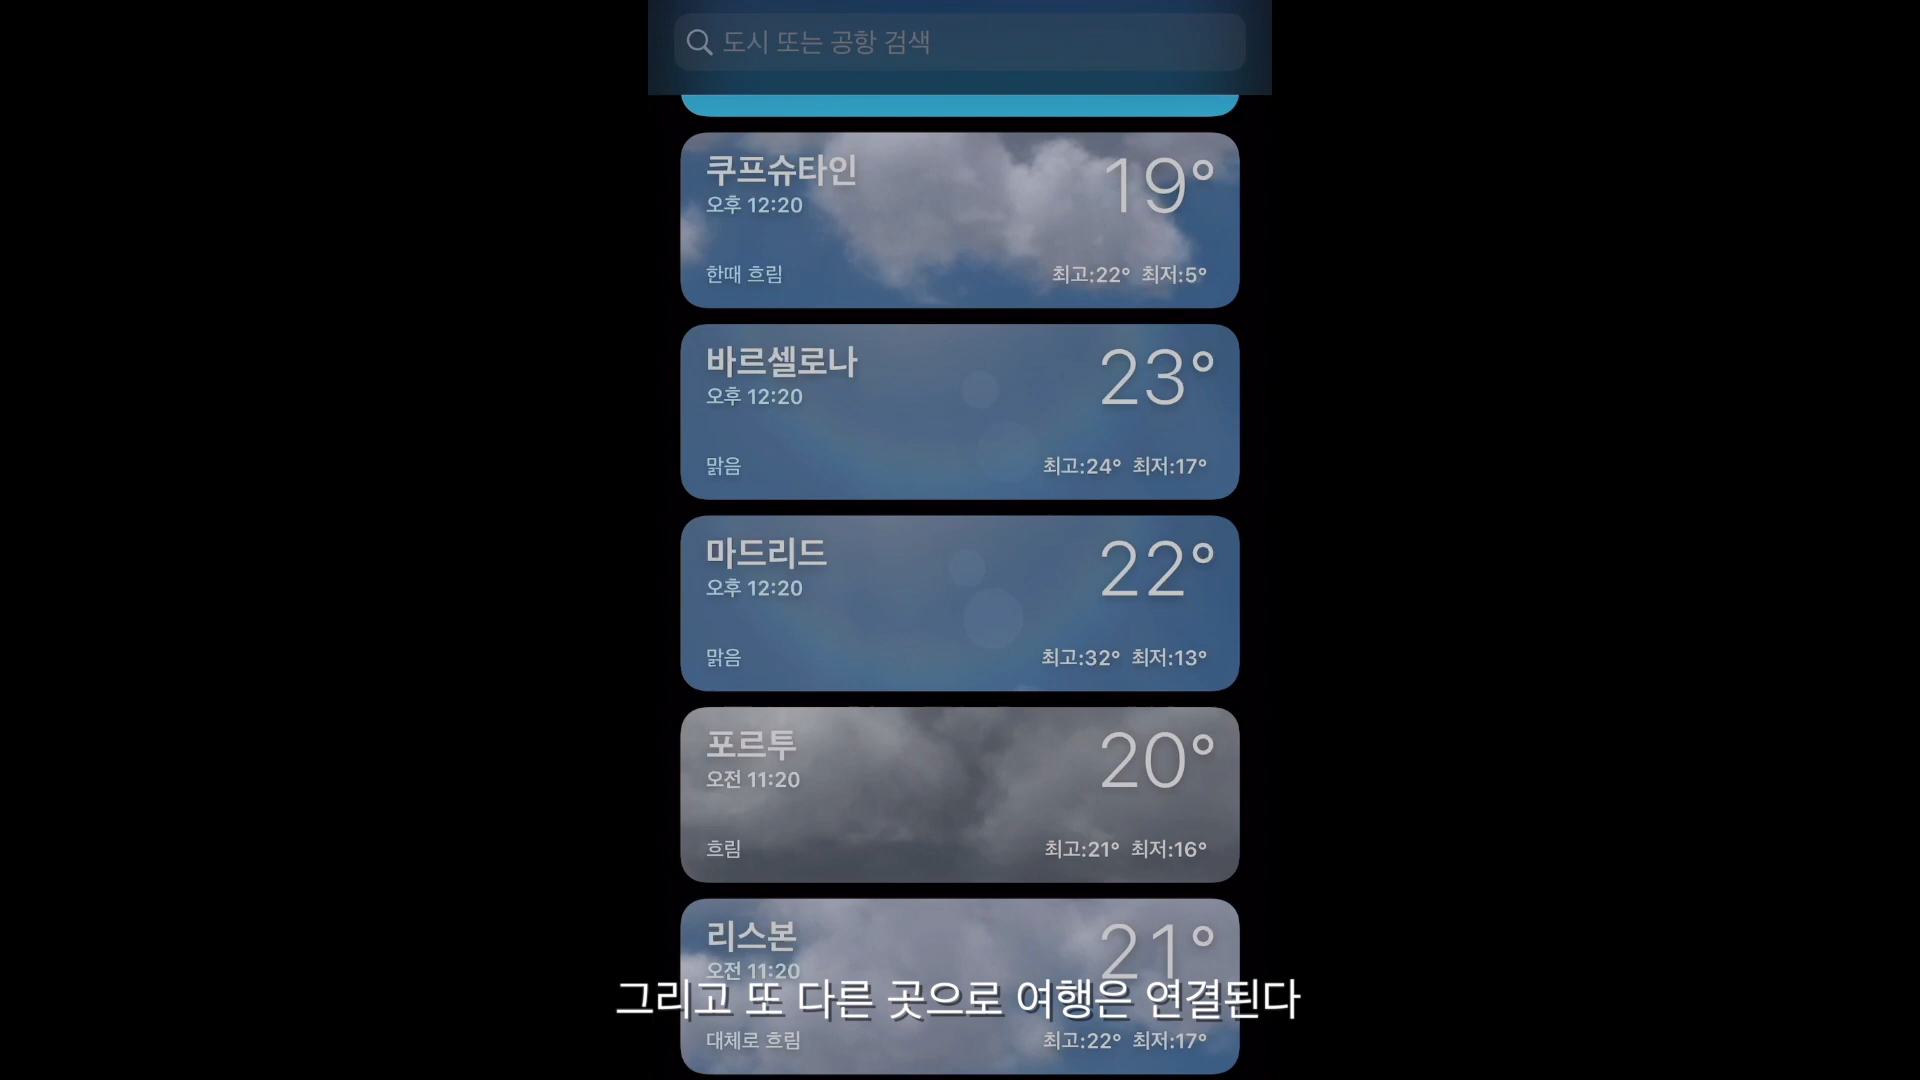 도시 또는 공항 검색
쿠프슈타인
19°
오후 12:20
한때 흐림
최고:22° 최저:5°
바르셀로나
23°
오후 12:20
맑음
최고:24° 최저:17°
마드리드
22°
오후 12:20
맑음
최고:32° 최저:13°
포르투
20°
오전 11:20
흐림
최고:21° 최저:16°
리스본
21°
오전 11:20
그리고 또 다른 곳으로 여행은 연결된다
대체로 흐림
최고:22° 최저:17°